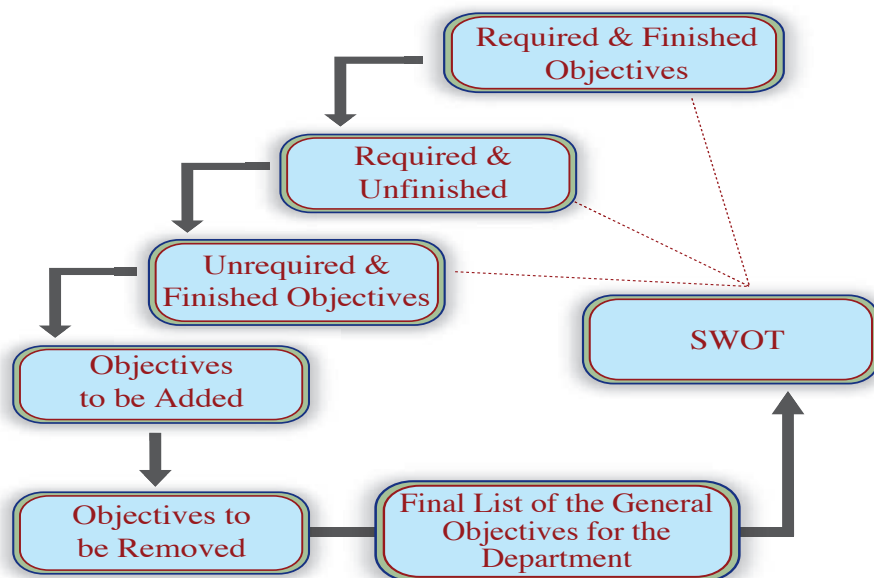 Required & Finished
Objectives
Required &
Unfinished
Unrequired &
Finished Objectives
SWOT
Objectives
to be Added
Objectives to
be Removed
Final List of the General
Objectives for the
Department